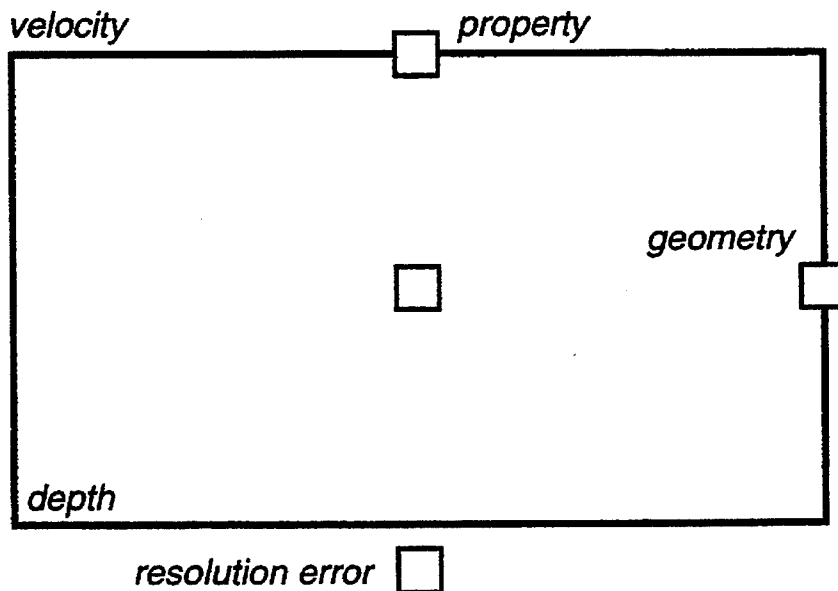 velocity
property
geometry
depth
resolution error